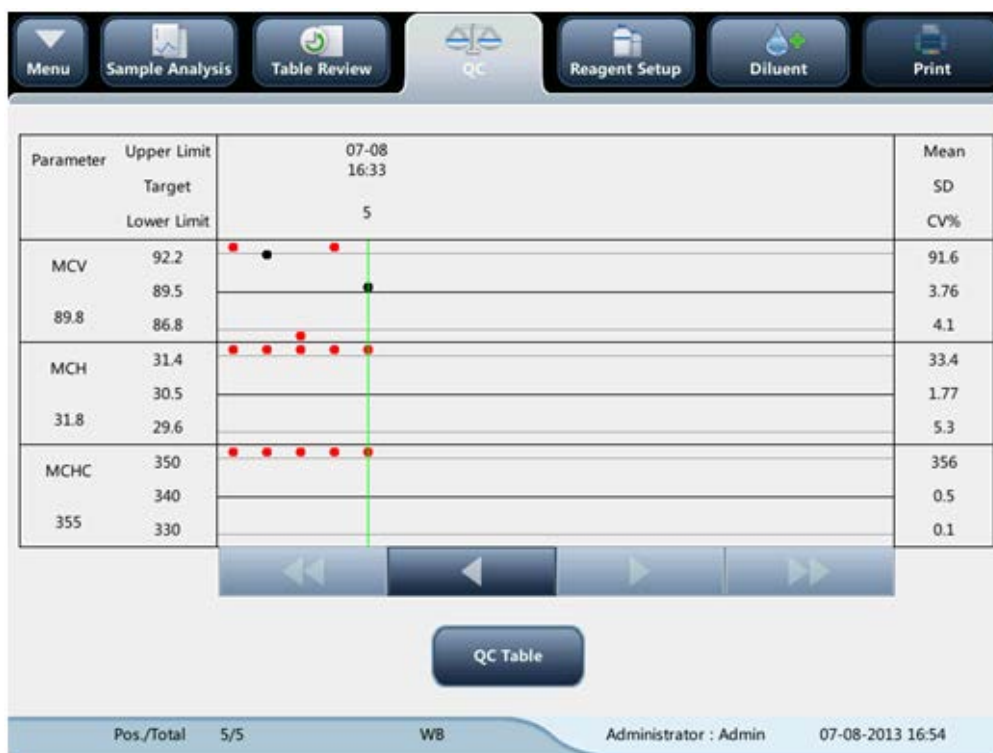 Menu
Sample Analysis
Table Review
QC
Reagent Setup
Diluent
Print
Parameter
Upper Limit
Target
Lower Limit
07-08
16:33
5
Mean
SD
CV%
MCV
89.8
92.2
89.5
86.8
91.6
3.76
4.1
MCH
31.8
31.4
30.5
29.6
33.4
1.77
5.3
MCHC
355
350
340
330
356
0.5
0.1
QC Table
Pos./Total 5/5 WB Administrator : Admin 07-08-2013 16:54